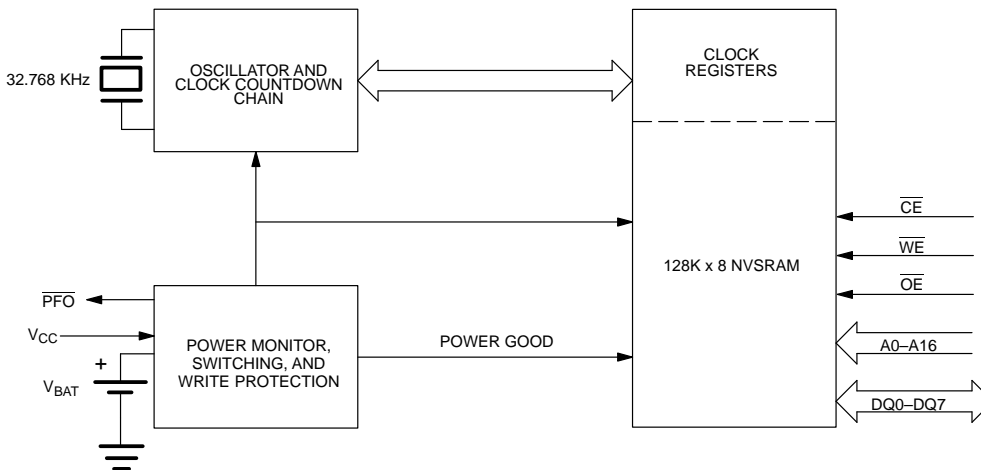 32.768 KHz
OSCILLATOR AND
CLOCK COUNTDOWN
CHAIN
CLOCK
REGISTERS
CE
WE
128K x 8 NVSRAM
OE
PFO
VCC
POWER MONITOR,
SWITCHING, AND
WRITE PROTECTION
POWER GOOD
A0–A16
+
VBAT
DQ0–DQ7